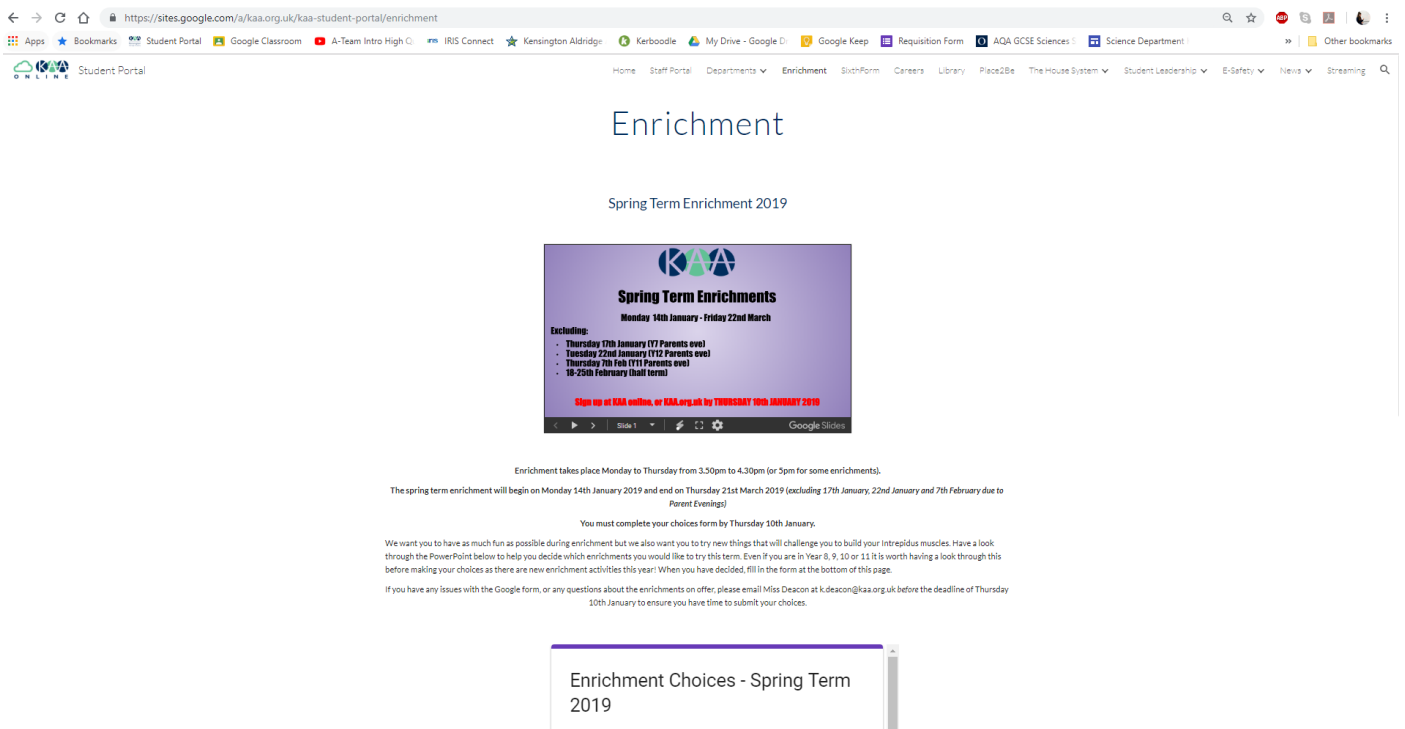 https://sites.google.com/a/kaa.org.uk/kaa-student-portal/enrichment
ABP
Apps Bookmarks Student Portal Google Classroom A-Team Intro High Q IRIS Connect Kensington Aldridge Kerboodle My Drive - Google D Google Keep Requisition Form AQA GCSE Sciences S Science Department » Other bookmarks
KAA ONLINE Student Portal Home Staff Portal Departments Enrichment SixthForm Careers Library Place2Be The House System Student Leadership E-Safety News Streaming
Enrichment
Spring Term Enrichment 2019
KAA
Spring Term Enrichments
Monday 14th January - Friday 22nd March
Excluding:
• Thursday 17th January (Y7 Parents eve)
• Tuesday 22nd January (Y12 Parents eve)
• Thursday 7th Feb (Y11 Parents eve)
• 18-25th February (half term)
Sign up at KAA online, or KAA.org.uk by THURSDAY 10th JANUARY 2019
Slide 1 Google Slides
Enrichment takes place Monday to Thursday from 3.50pm to 4.30pm (or 5pm for some enrichments).
The spring term enrichment will begin on Monday 14th January 2019 and end on Thursday 21st March 2019 (excluding 17th January, 22nd January and 7th February due to
Parent Evenings)
You must complete your choices form by Thursday 10th January.
We want you to have as much fun as possible during enrichment but we also want you to try new things that will challenge you to build your Intrepidus muscles. Have a look
through the PowerPoint below to help you decide which enrichments you would like to try this term. Even if you are in Year 8, 9, 10 or 11 it is worth having a look through this
before making your choices as there are new enrichment activities this year! When you have decided, fill in the form at the bottom of this page.
If you have any issues with the Google form, or any questions about the enrichments on offer, please email Miss Deacon at k.deacon@kaa.org.uk before the deadline of Thursday
10th January to ensure you have time to submit your choices.
Enrichment Choices - Spring Term
2019